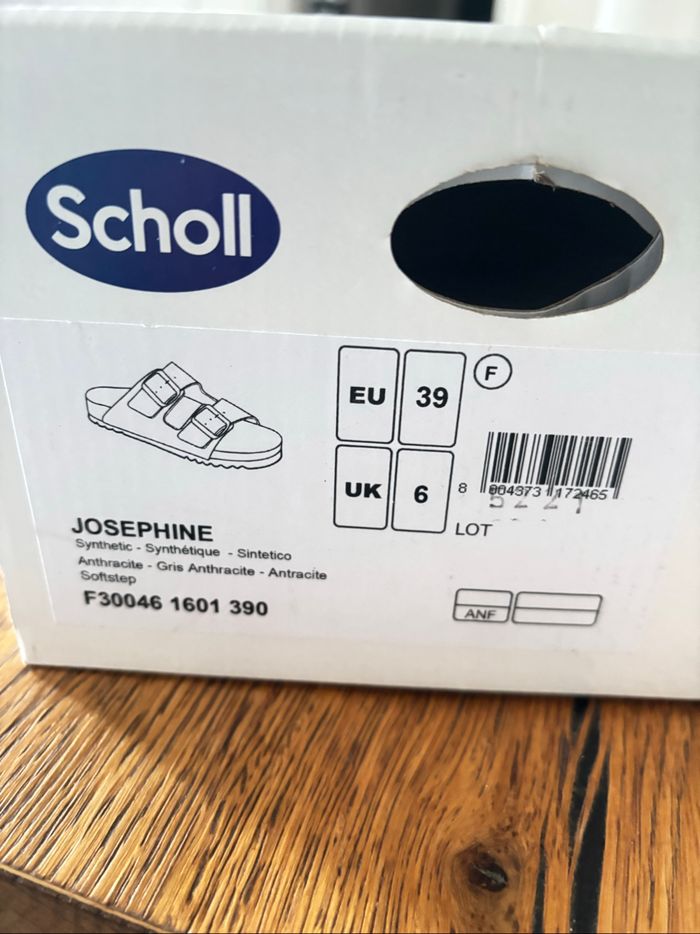 Scholl
EU 39 F
UK 6
8 004373 172465
LOT
JOSEPHINE
Synthetic - Synthétique - Sintetico
Anthracite - Gris Anthracite - Antracite
Softstep
F30046 1601 390
ANF